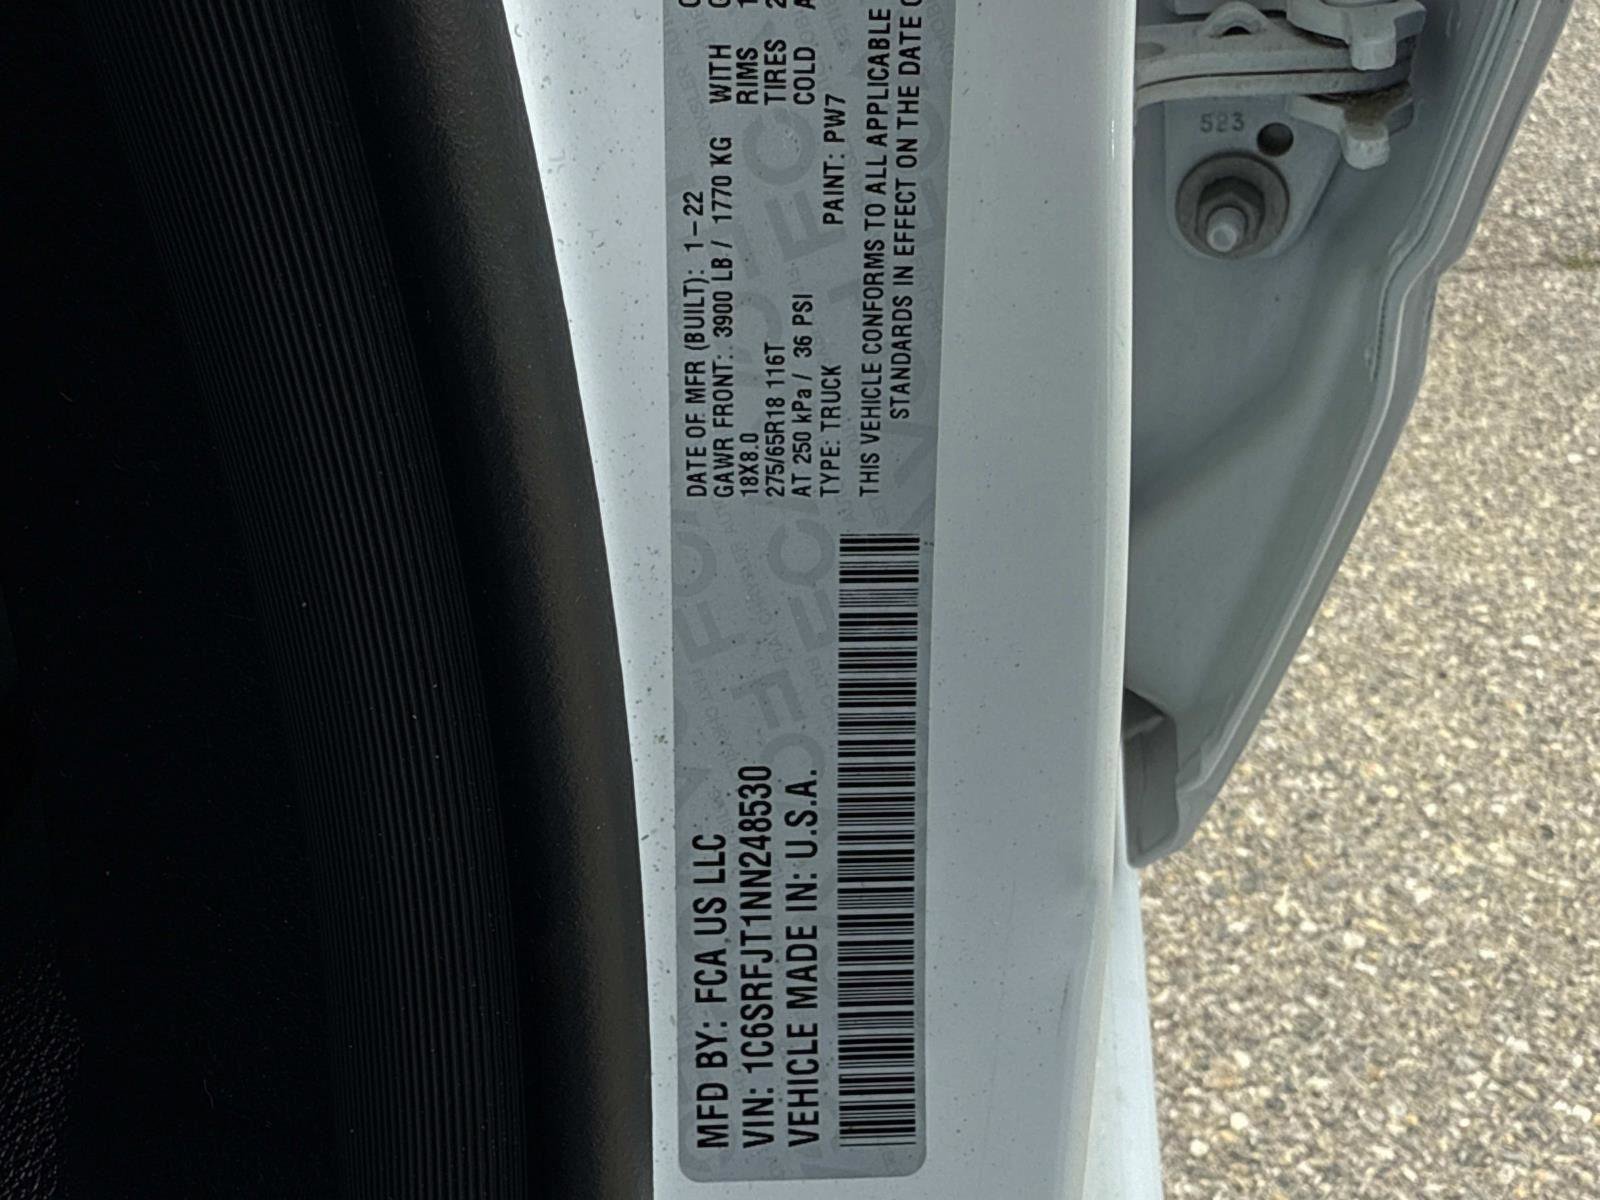 MFD BY: FCA US LLC
VIN: 1C6SRFJT1NN248530
VEHICLE MADE IN: U.S.A.
DATE OF MFR (BUILT): 1-22
GAWR FRONT: 3900 LB / 1770 KG WITH
18X8.0 RIMS
275/65R18 116T TIRES
AT 250 kPa / 36 PSI COLD
TYPE: TRUCK PAINT: PW7
THIS VEHICLE CONFORMS TO ALL APPLICABLE
STANDARDS IN EFFECT ON THE DATE
523